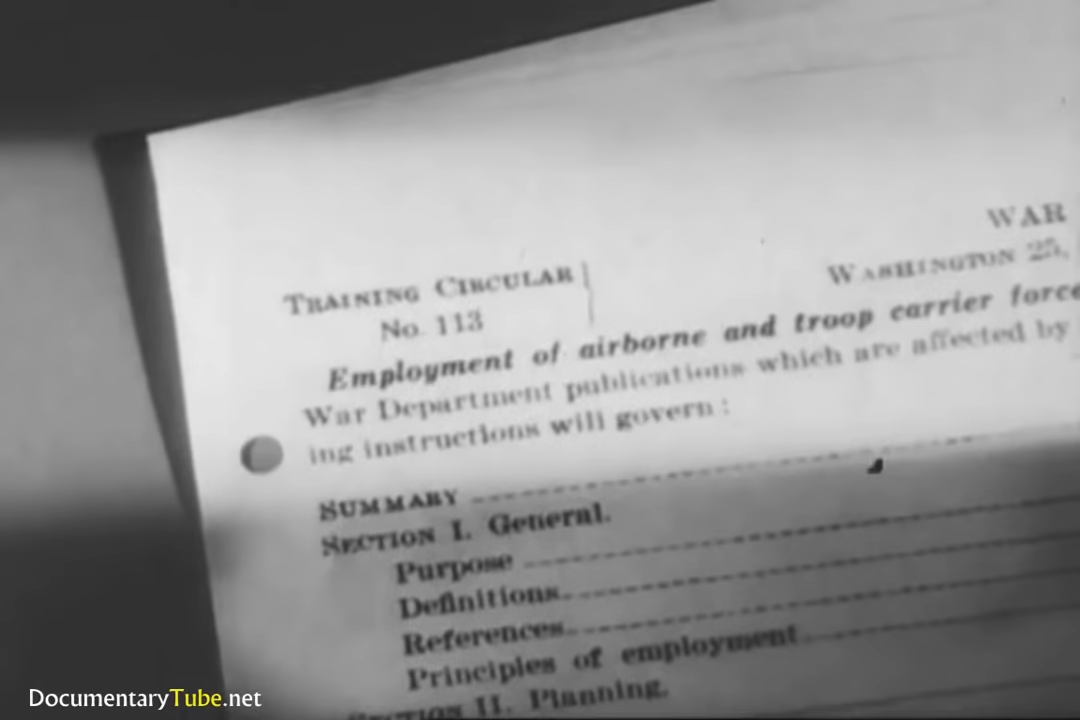 WAR
TRAINING CIRCULAR
No. 113
WASHINGTON 25,
Employment of airborne and troop carrier force
War Department publications which are affected by
ing instructions will govern:
SUMMARY
SECTION I. General.
Purpose
Definitions
References
Principles of employment
SECTION II. Planning.
DocumentaryTube.net